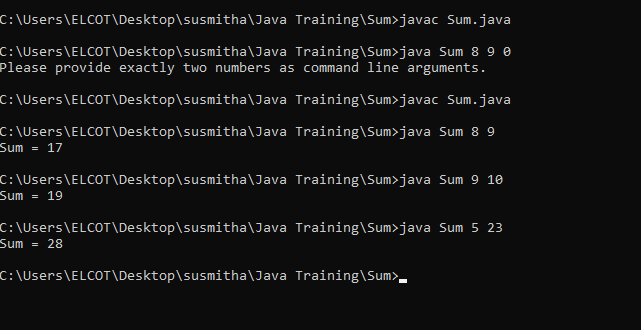 C:\Users\ELCOT\Desktop\susmitha\Java Training\Sum>javac Sum.java
C:\Users\ELCOT\Desktop\susmitha\Java Training\Sum>java Sum 8 9 0
Please provide exactly two numbers as command line arguments.
C:\Users\ELCOT\Desktop\susmitha\Java Training\Sum>javac Sum.java
C:\Users\ELCOT\Desktop\susmitha\Java Training\Sum>java Sum 8 9
Sum = 17
C:\Users\ELCOT\Desktop\susmitha\Java Training\Sum>java Sum 9 10
Sum = 19
C:\Users\ELCOT\Desktop\susmitha\Java Training\Sum>java Sum 5 23
Sum = 28
C:\Users\ELCOT\Desktop\susmitha\Java Training\Sum>